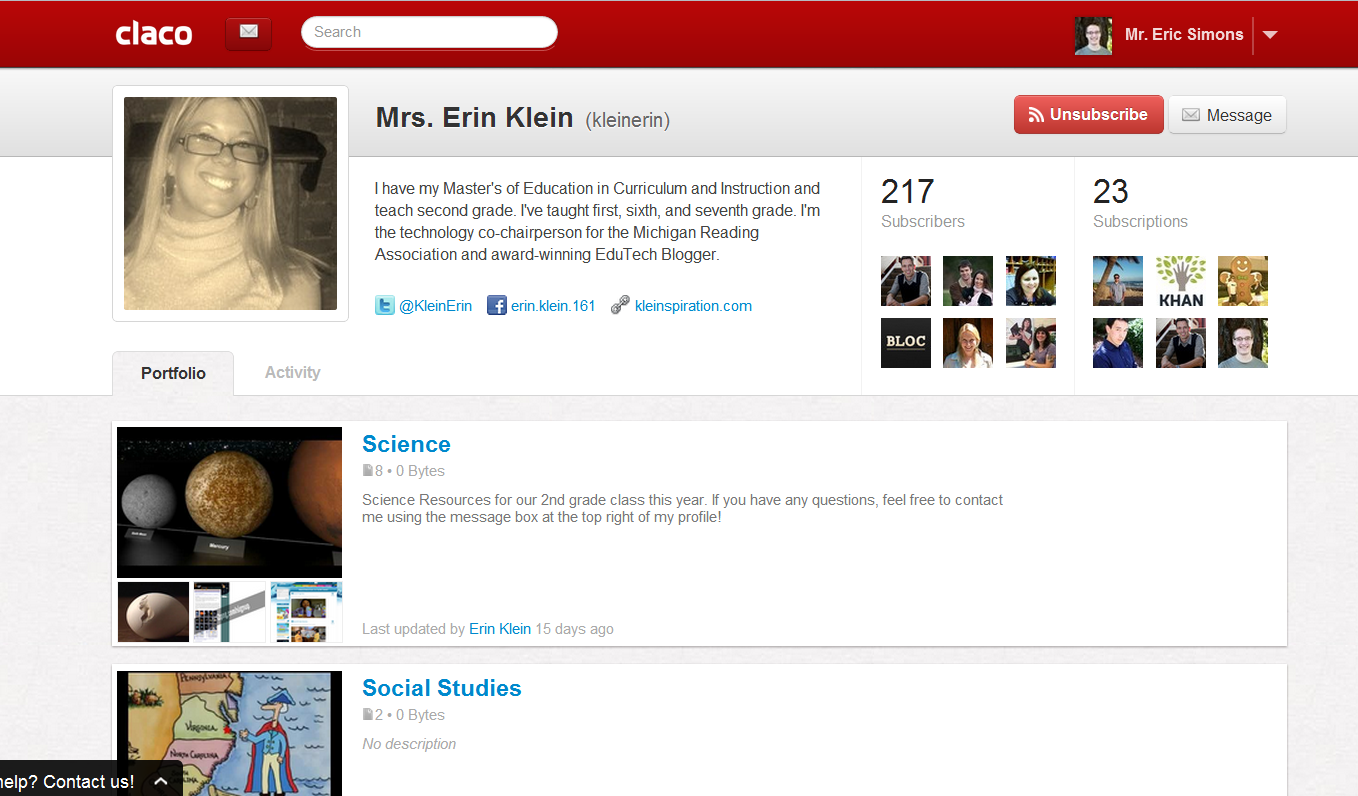 claco
Search
Mr. Eric Simons
Mrs. Erin Klein (kleinerin)
Unsubscribe
Message
I have my Master's of Education in Curriculum and Instruction and
teach second grade. I've taught first, sixth, and seventh grade. I'm
the technology co-chairperson for the Michigan Reading
Association and award-winning EduTech Blogger.
@KleinErin erin.klein.161 kleinspiration.com
217
Subscribers
23
Subscriptions
KHAN
BLOC
Portfolio
Activity
Science
8 • 0 Bytes
Science Resources for our 2nd grade class this year. If you have any questions, feel free to contact
me using the message box at the top right of my profile!
Mercury
Last updated by Erin Klein 15 days ago
Social Studies
2 • 0 Bytes
No description
PENNSYLVANIA
VIRGINIA
NORTH CAROLINA
help? Contact us!